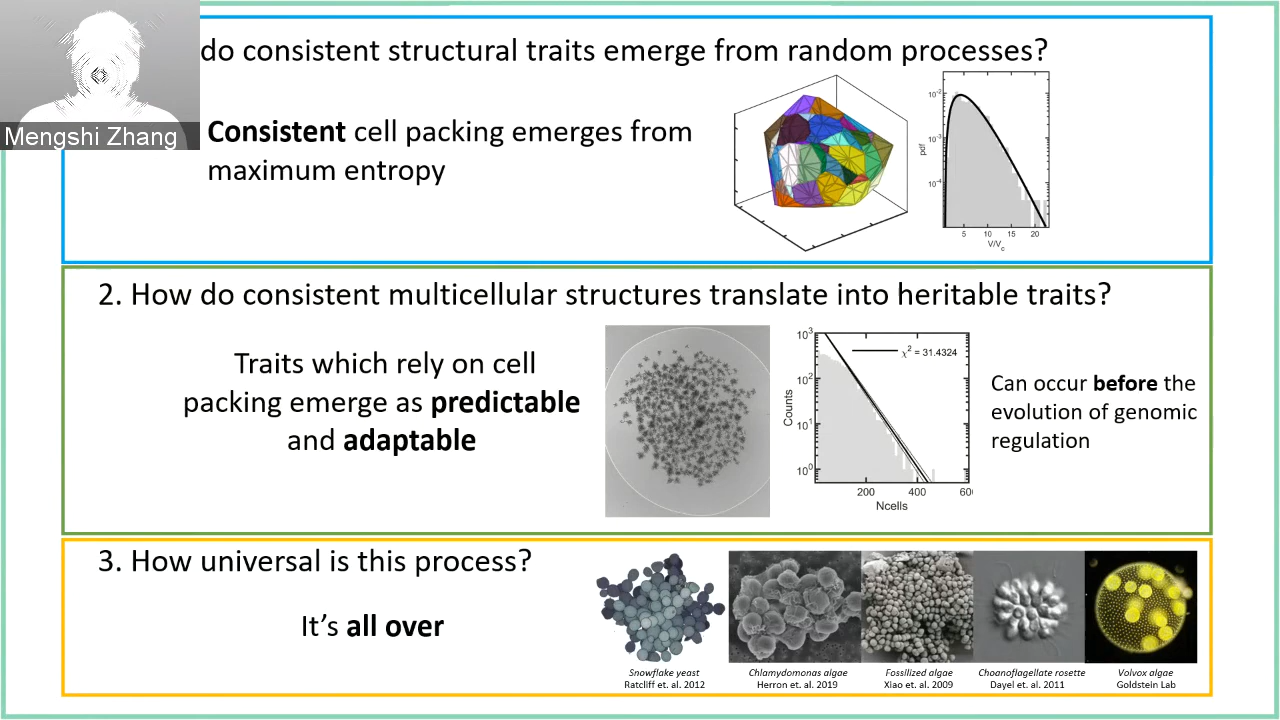 do consistent structural traits emerge from random processes?
Mengshi Zhang
Consistent cell packing emerges from
maximum entropy
pdf
10⁻²
10⁻³
10⁻⁴
5 10 15 20
V/Vc
2. How do consistent multicellular structures translate into heritable traits?
Traits which rely on cell
packing emerge as predictable
and adaptable
Counts
10³
10²
10¹
10⁰
χ² = 31.4324
200 400 60
Ncells
Can occur before the
evolution of genomic
regulation
3. How universal is this process?
It's all over
Snowflake yeast
Ratcliff et. al. 2012
Chlamydomonas algae
Herron et. al. 2019
Fossilized algae
Xiao et. al. 2009
Choanoflagellate rosette
Dayel et. al. 2011
Volvox algae
Goldstein Lab